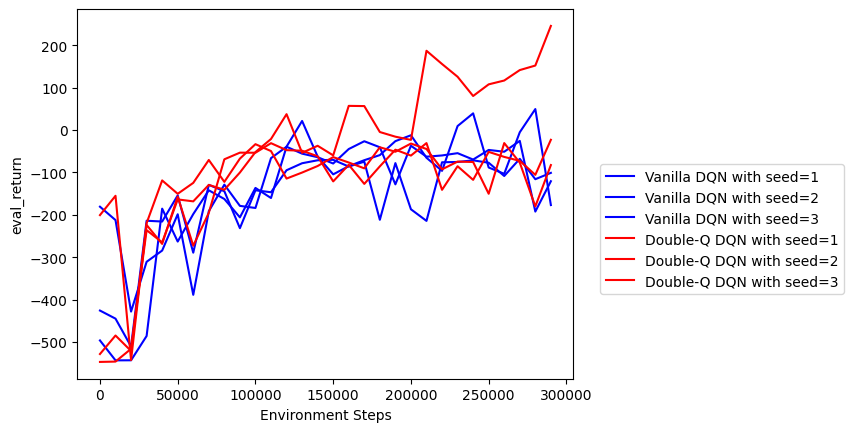 200
100
0
−100
−200
−300
−400
−500
eval_return
0 50000 100000 150000 200000 250000 300000
Environment Steps
Vanilla DQN with seed=1
Vanilla DQN with seed=2
Vanilla DQN with seed=3
Double-Q DQN with seed=1
Double-Q DQN with seed=2
Double-Q DQN with seed=3